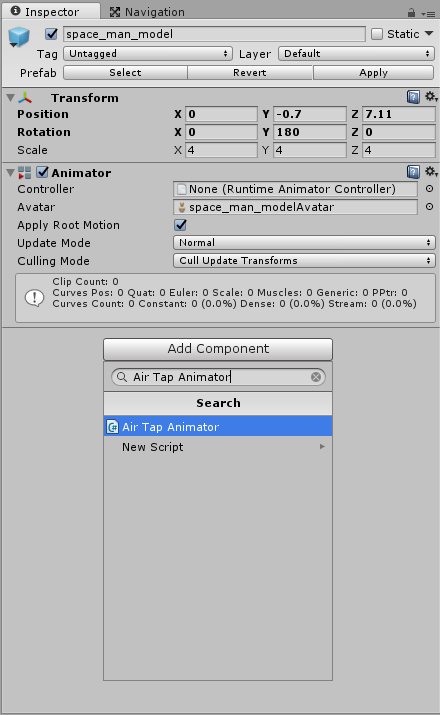 Inspector Navigation
space_man_model Static
Tag Untagged Layer Default
Prefab Select Revert Apply
Transform
Position X 0 Y -0.7 Z 7.11
Rotation X 0 Y 180 Z 0
Scale X 4 Y 4 Z 4
Animator
Controller None (Runtime Animator Controller)
Avatar space_man_modelAvatar
Apply Root Motion
Update Mode Normal
Culling Mode Cull Update Transforms
Clip Count: 0
Curves Pos: 0 Quat: 0 Euler: 0 Scale: 0 Muscles: 0 Generic: 0 PPtr: 0
Curves Count: 0 Constant: 0 (0.0%) Dense: 0 (0.0%) Stream: 0 (0.0%)
Add Component
Air Tap Animator
Search
Air Tap Animator
New Script